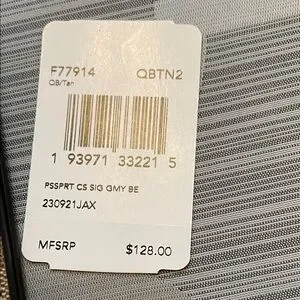 F77914 QBTN2
QB/Tan
1 93971 33221 5
PSSPRT CS SIG GMY BE
230921JAX
MFSRP $128.00